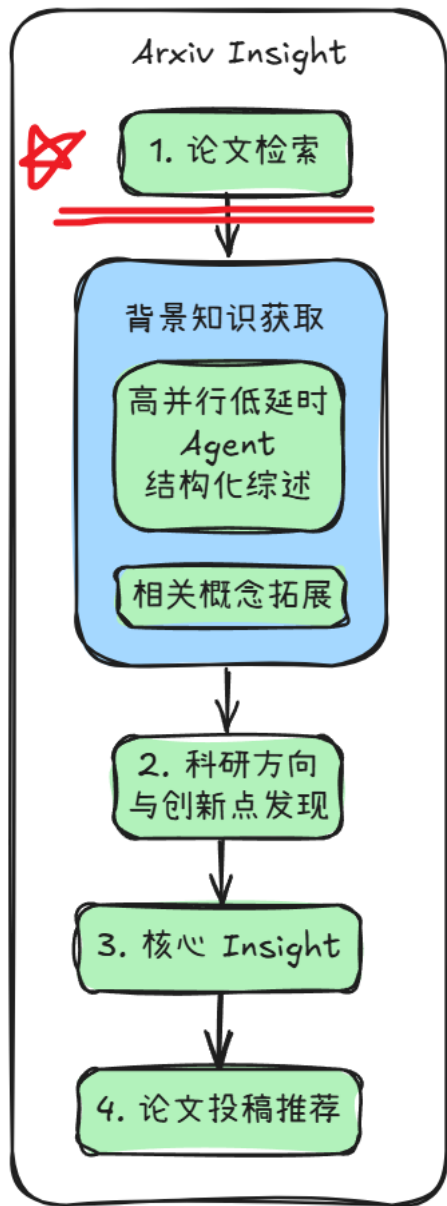 Arxiv Insight
1. 论文检索
背景知识获取
高并行低延时
Agent
结构化综述
相关概念拓展
2. 科研方向
与创新点发现
3. 核心 Insight
4. 论文投稿推荐